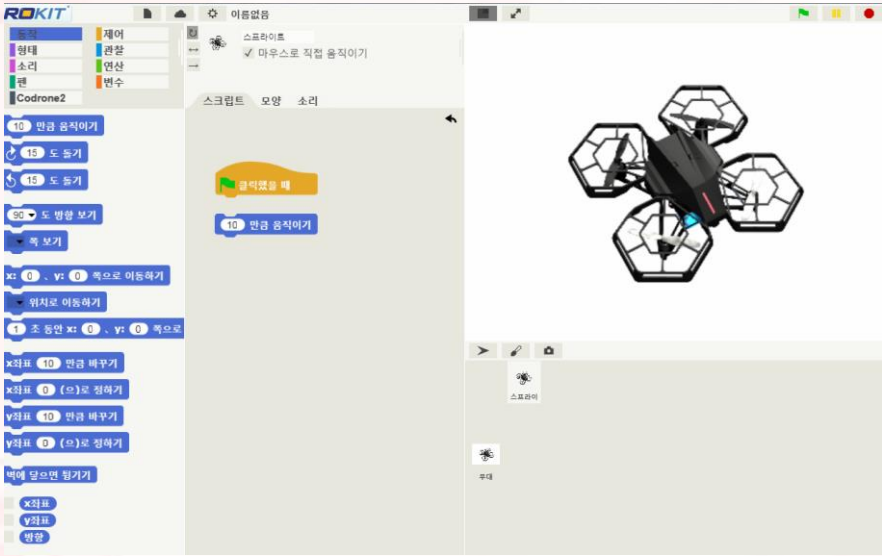 ROKIT
이름없음
동작 제어
형태 관찰
소리 연산
펜 변수
Codrone2
스프라이트
마우스로 직접 움직이기
스크립트 모양 소리
10 만큼 움직이기
15 도 돌기
15 도 돌기
90 도 방향 보기
쪽 보기
x: 0 、 y: 0 쪽으로 이동하기
위치로 이동하기
1 초 동안 x: 0 、 y: 0 쪽으로
x좌표 10 만큼 바꾸기
x좌표 0 (으)로 정하기
y좌표 10 만큼 바꾸기
y좌표 0 (으)로 정하기
벽에 닿으면 튕기기
x좌표
y좌표
방향
클릭했을 때
10 만큼 움직이기
스프라이
무대